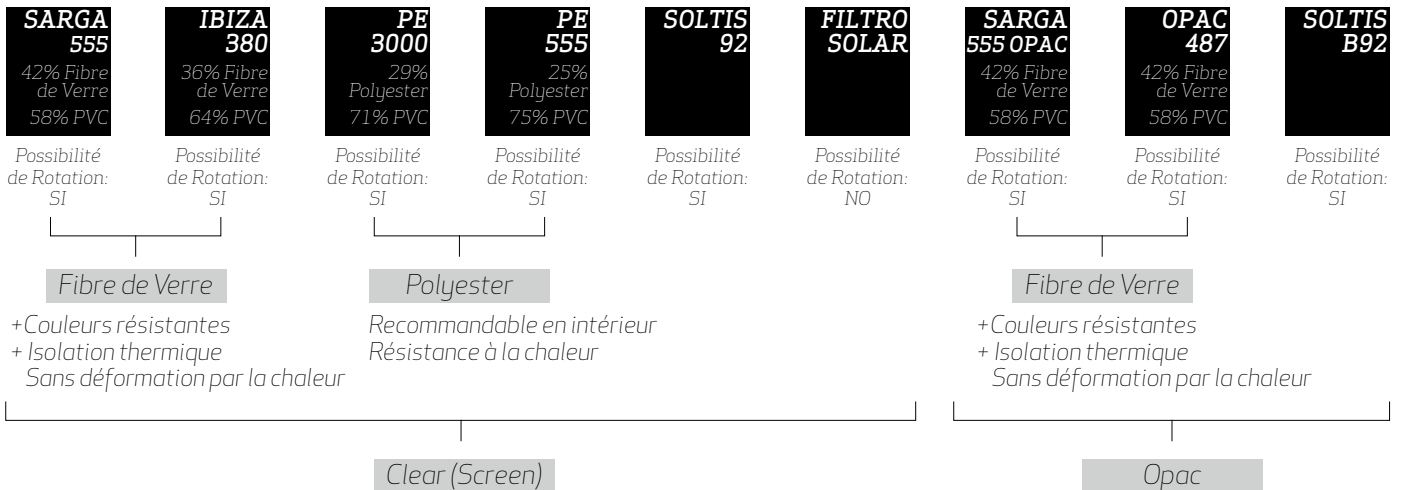 SARGA
555
42% Fibre
de Verre
58% PVC
Possibilité
de Rotation:
SI
IBIZA
380
36% Fibre
de Verre
64% PVC
Possibilité
de Rotation:
SI
PE
3000
29%
Polyester
71% PVC
Possibilité
de Rotation:
SI
PE
555
25%
Polyester
75% PVC
Possibilité
de Rotation:
SI
SOLTIS
92
Possibilité
de Rotation:
SI
FILTRO
SOLAR
Possibilité
de Rotation:
NO
SARGA
555 OPAC
42% Fibre
de Verre
58% PVC
Possibilité
de Rotation:
SI
OPAC
487
42% Fibre
de Verre
58% PVC
Possibilité
de Rotation:
SI
SOLTIS
B92
Possibilité
de Rotation:
SI
Fibre de Verre
+Couleurs résistantes
+ Isolation thermique
Sans déformation par la chaleur
Polyester
Recommandable en intérieur
Résistance à la chaleur
Fibre de Verre
+Couleurs résistantes
+ Isolation thermique
Sans déformation par la chaleur
Clear (Screen)
Opac